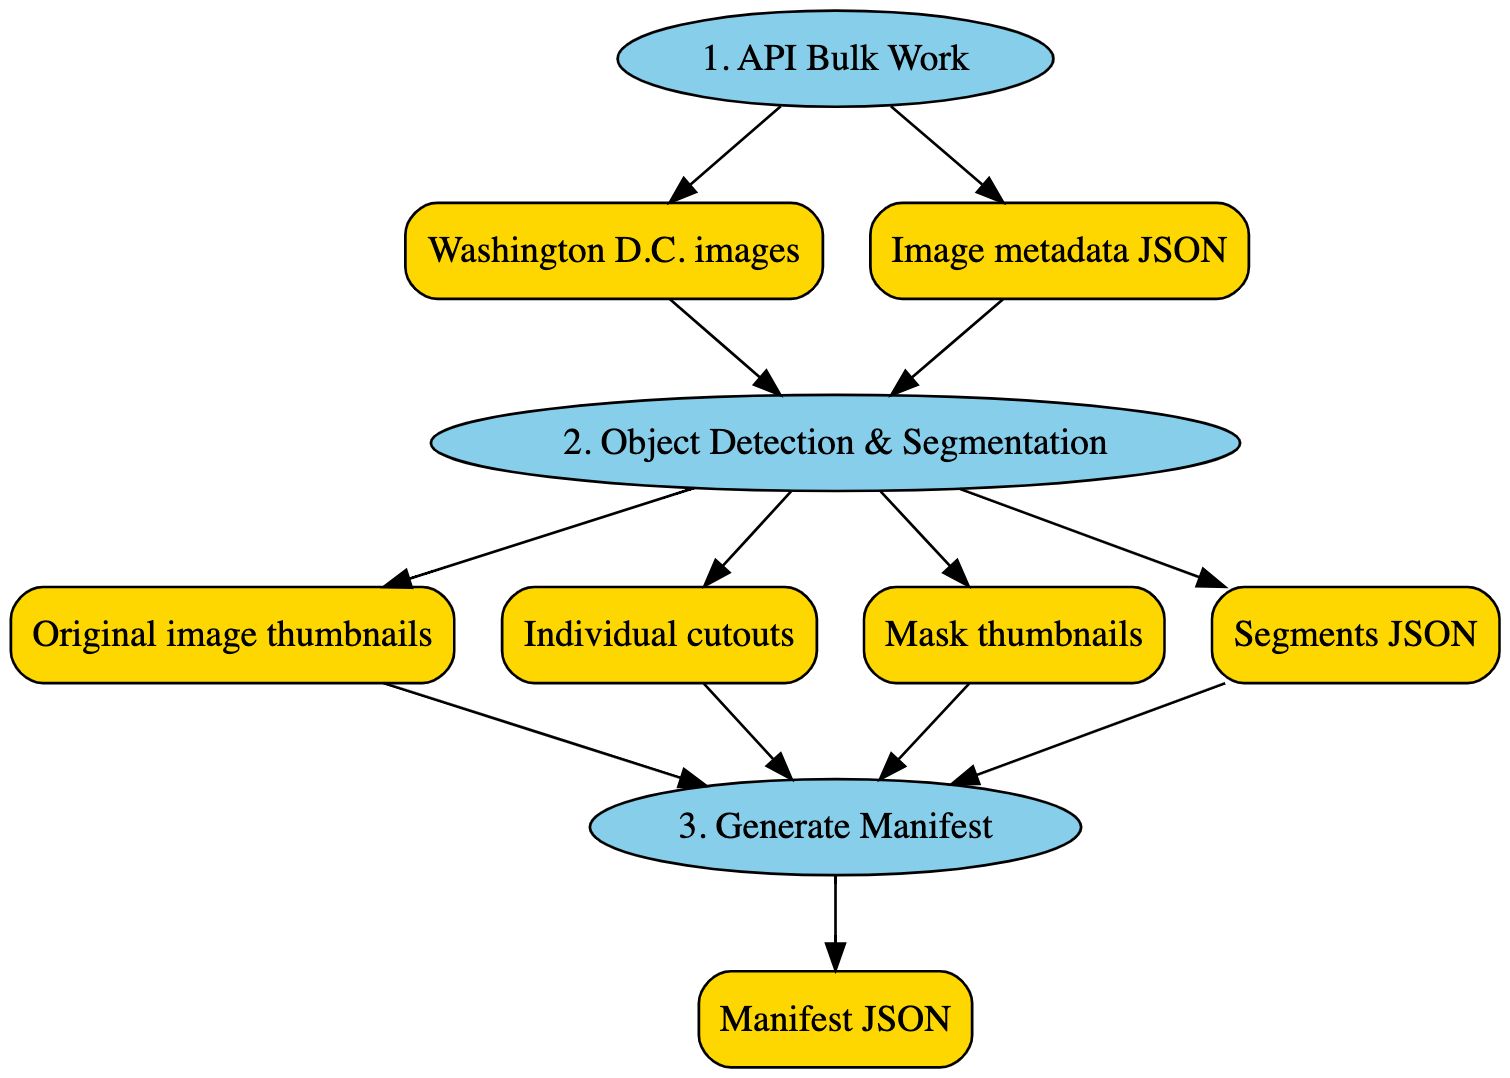 1. API Bulk Work
Washington D.C. images
Image metadata JSON
2. Object Detection & Segmentation
Original image thumbnails
Individual cutouts
Mask thumbnails
Segments JSON
3. Generate Manifest
Manifest JSON